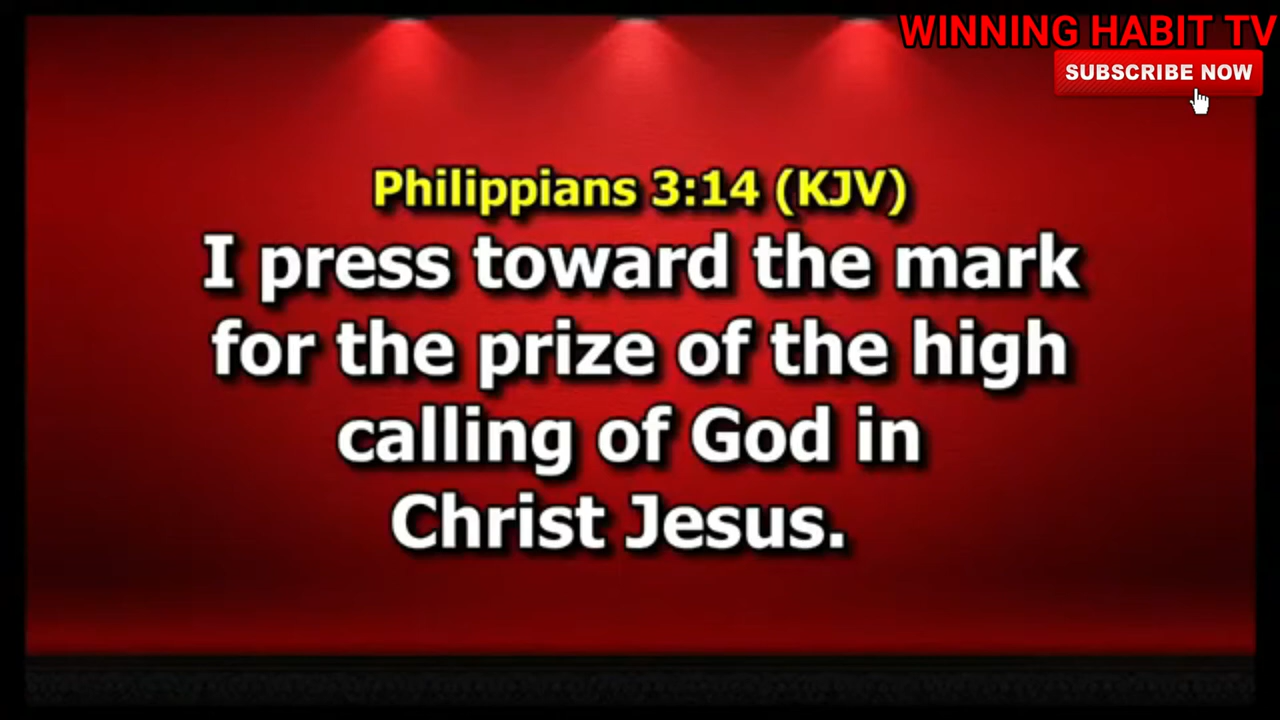 WINNING HABIT TV
SUBSCRIBE NOW
Philippians 3:14 (KJV)
I press toward the mark
for the prize of the high
calling of God in
Christ Jesus.